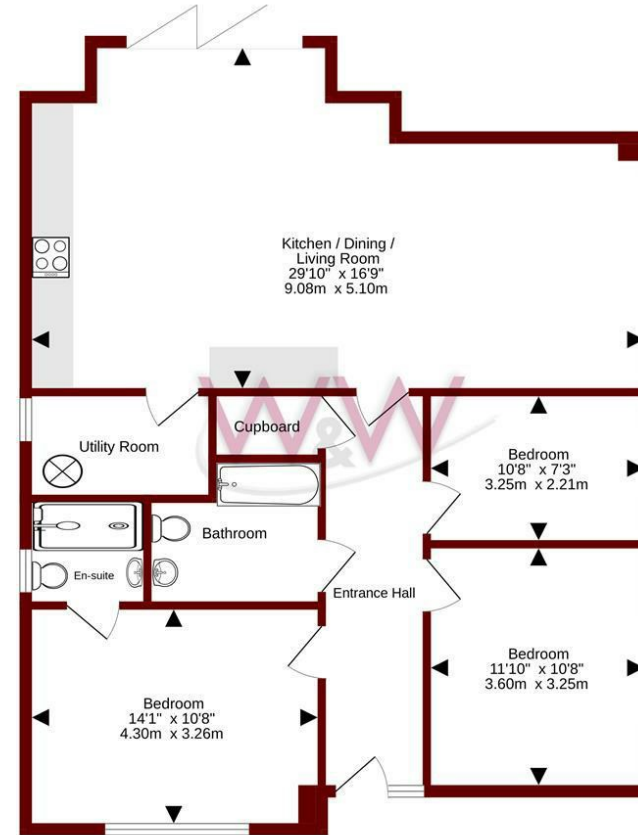 Kitchen / Dining /
Living Room
29'10" x 16'9"
9.08m x 5.10m
W&W
Utility Room
Cupboard
Bedroom
10'8" x 7'3"
3.25m x 2.21m
Bathroom
En-suite
Entrance Hall
Bedroom
11'10" x 10'8"
3.60m x 3.25m
Bedroom
14'1" x 10'8"
4.30m x 3.26m